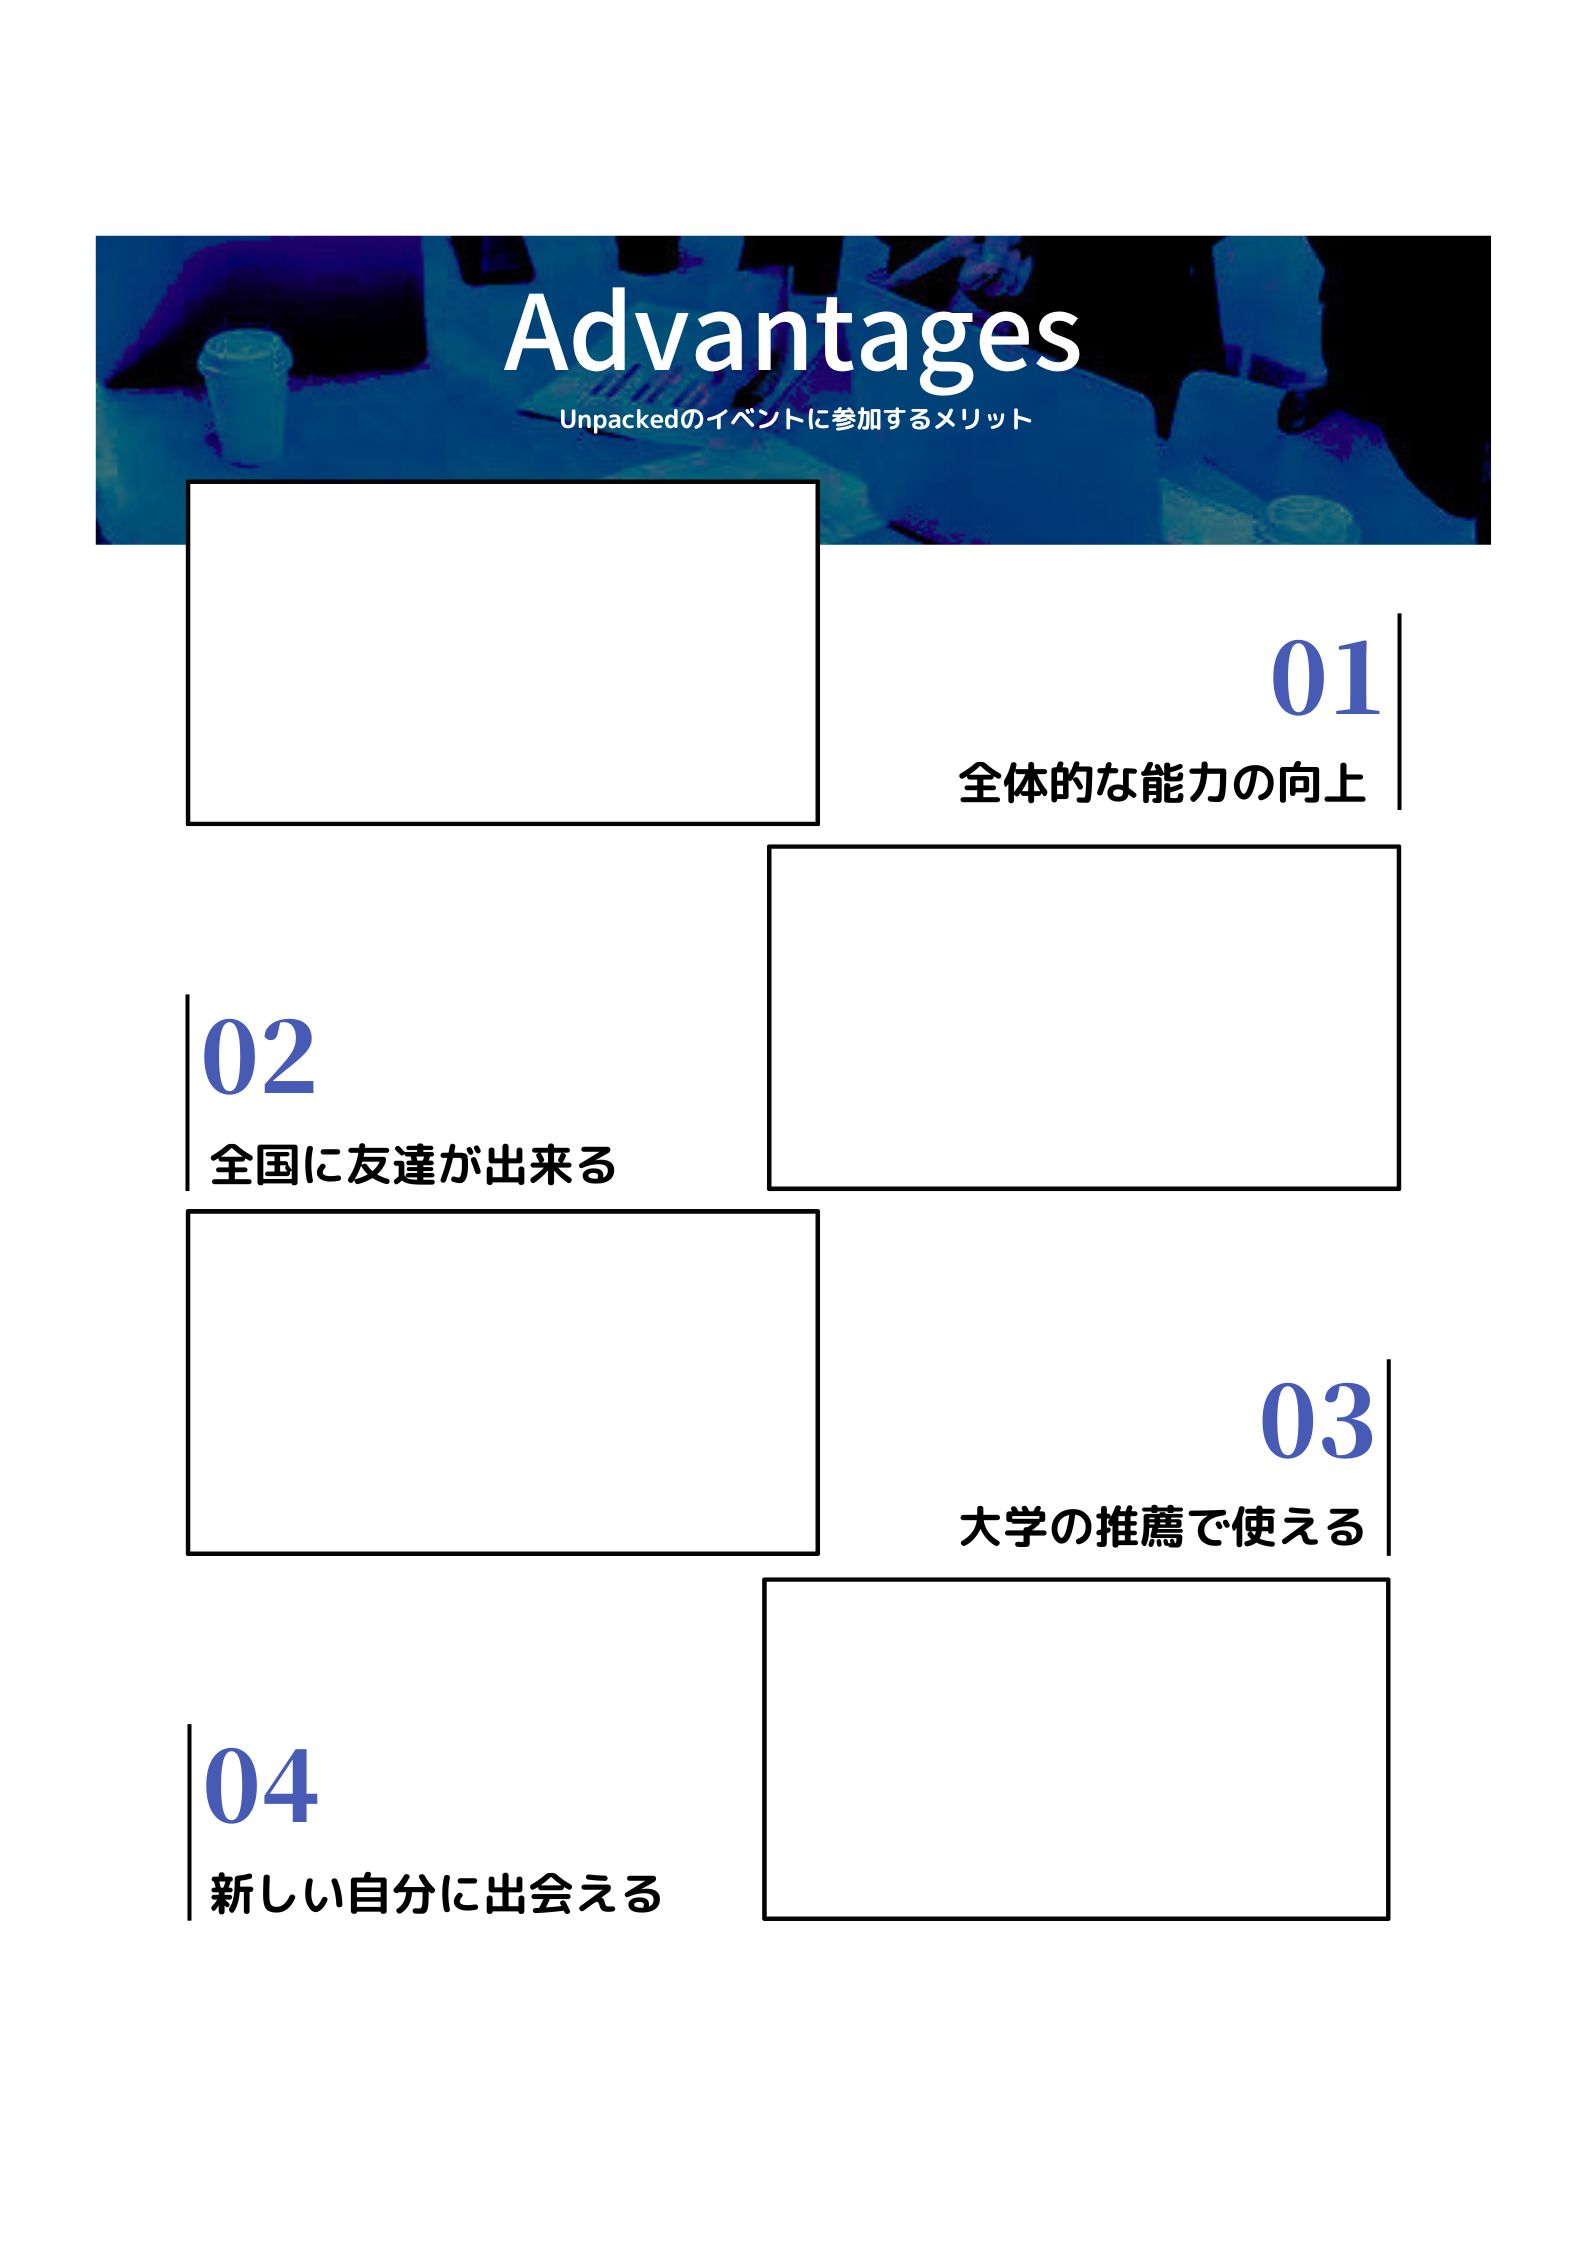 Advantages
Unpackedのイベントに参加するメリット
01
全体的な能力の向上
02
全国に友達が出来る
03
大学の推薦で使える
04
新しい自分に出会える